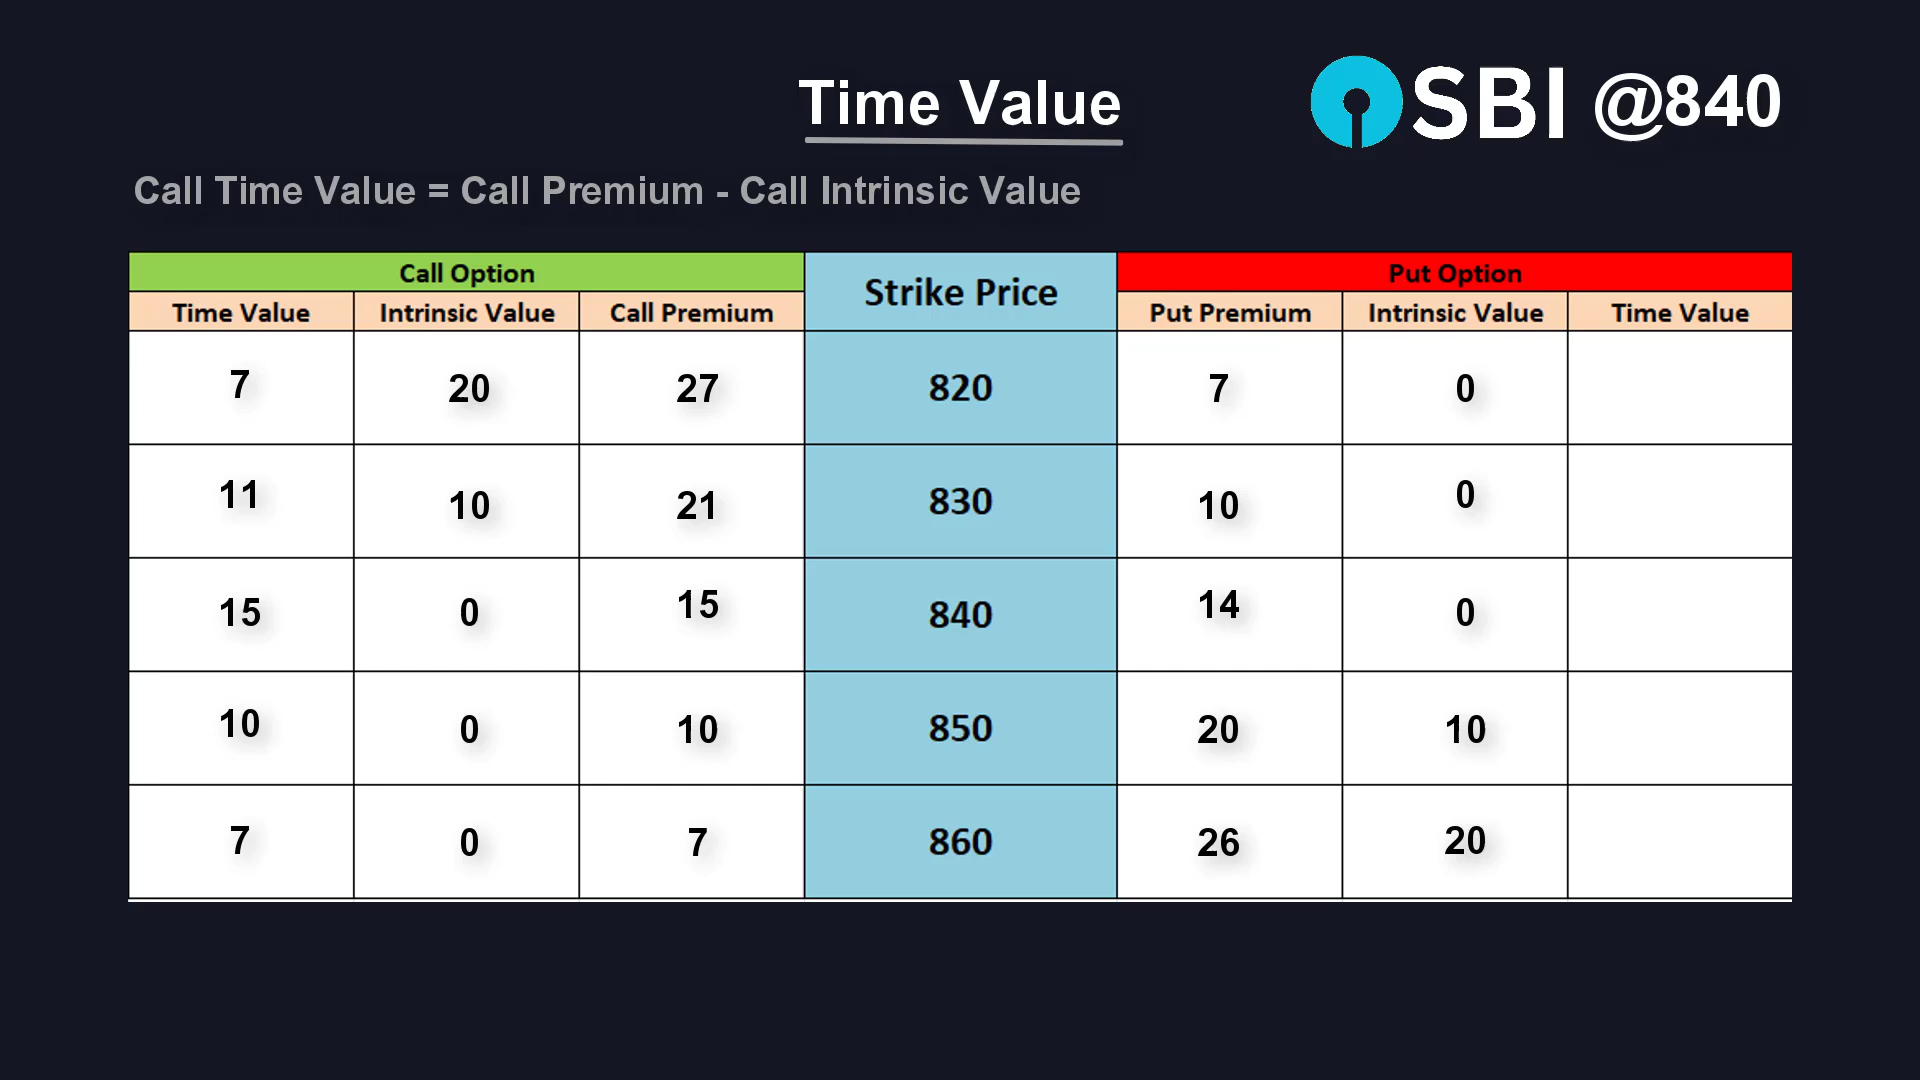 Time Value
SBI @840
Call Time Value = Call Premium - Call Intrinsic Value
Call Option Strike Price Put Option
Time Value Intrinsic Value Call Premium Put Premium Intrinsic Value Time Value
7 20 27 820 7 0
11 10 21 830 10 0
15 0 15 840 14 0
10 0 10 850 20 10
7 0 7 860 26 20